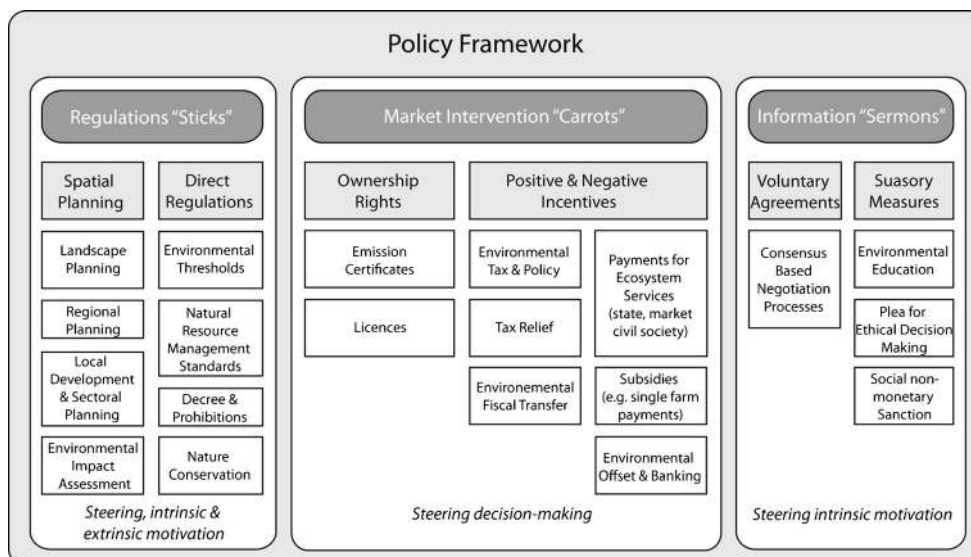 Policy Framework
Regulations "Sticks"
Spatial
Planning
Direct
Regulations
Landscape
Planning
Regional
Planning
Local
Development
& Sectoral
Planning
Environmental
Impact
Assessment
Environmental
Thresholds
Natural
Resource
Management
Standards
Decree &
Prohibitions
Nature
Conservation
Steering, intrinsic &
extrinsic motivation
Market Intervention "Carrots"
Ownership
Rights
Positive & Negative
Incentives
Emission
Certificates
Licences
Environmental
Tax & Policy
Tax Relief
Environemental
Fiscal Transfer
Payments for
Ecosystem
Services
(state, market
civil society)
Subsidies
(e.g. single farm
payments)
Environmental
Offset & Banking
Steering decision-making
Information "Sermons"
Voluntary
Agreements
Suasory
Measures
Consensus
Based
Negotiation
Processes
Environmental
Education
Plea for
Ethical Decision
Making
Social non-
monetary
Sanction
Steering intrinsic motivation